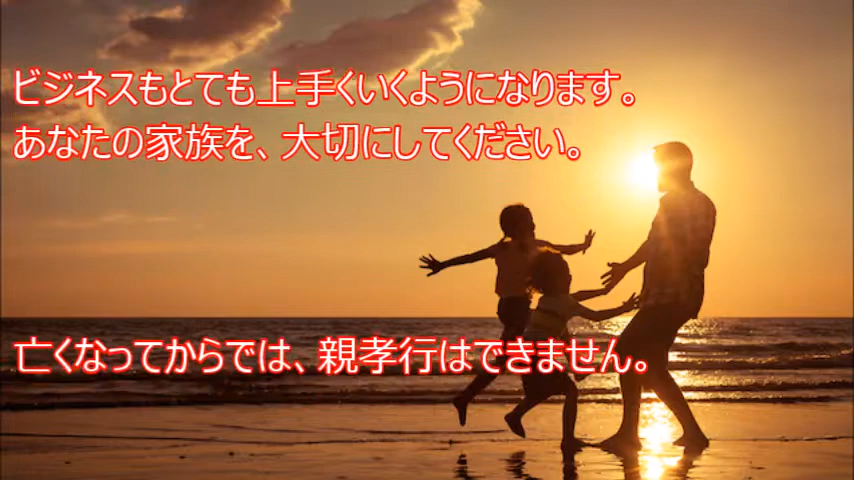 ビジネスもとても上手くいくようになります。
あなたの家族を、大切にしてください。
亡くなってからでは、親孝行はできません。